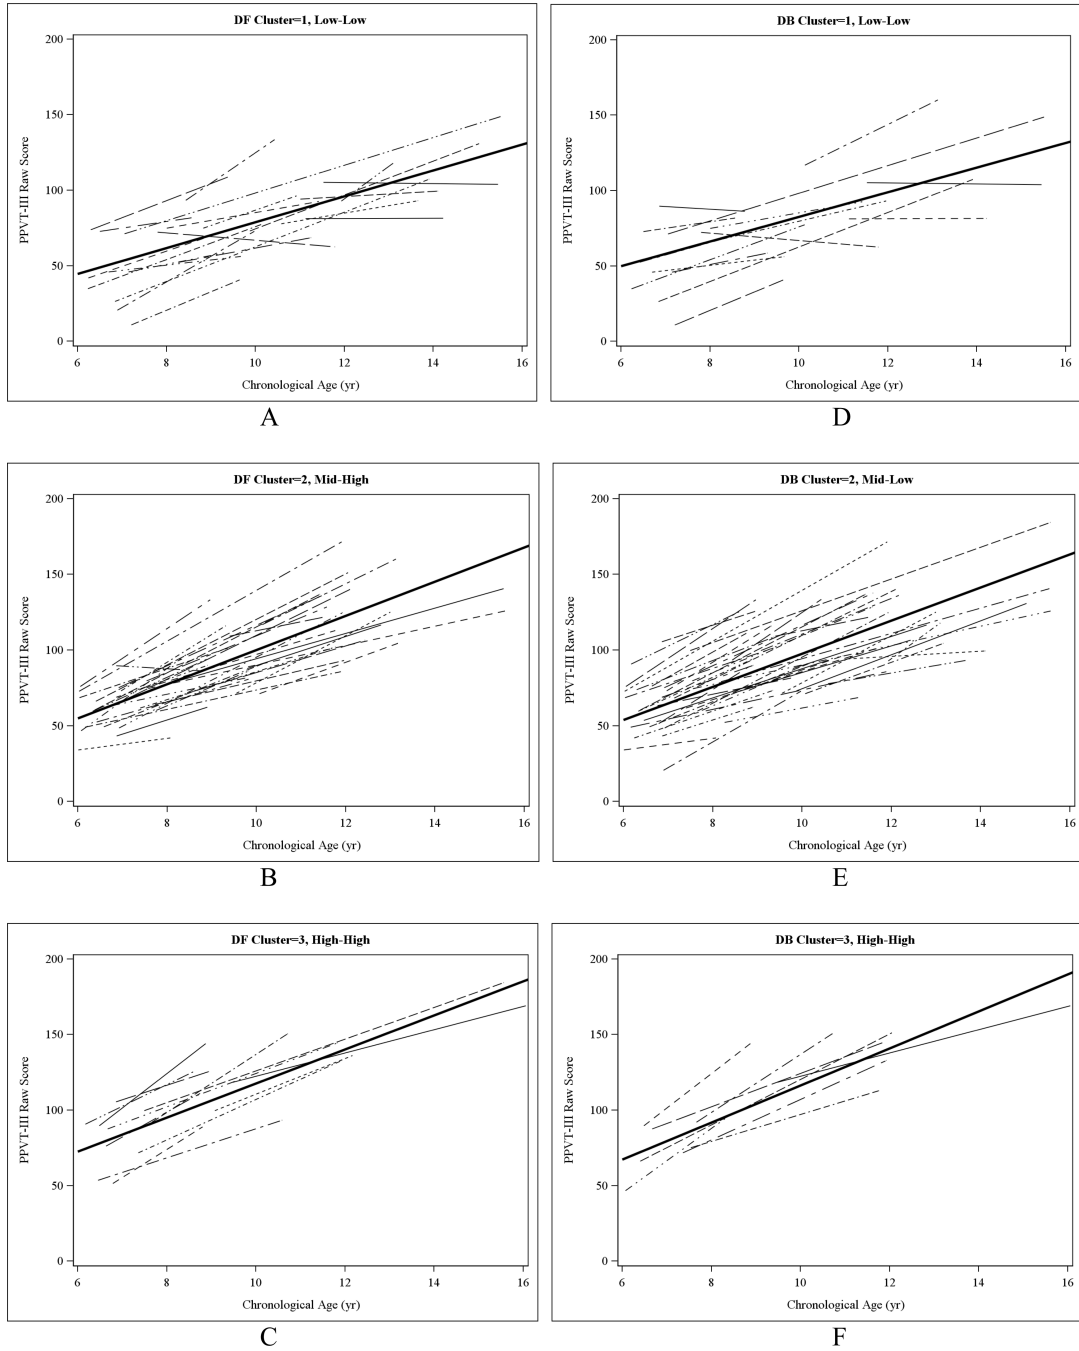 DF Cluster=1, Low-Low
200
150
100
50
0
PPVT-III Raw Score
6 8 10 12 14 16
Chronological Age (yr)
A
DB Cluster=1, Low-Low
200
150
100
50
0
PPVT-III Raw Score
6 8 10 12 14 16
Chronological Age (yr)
D
DF Cluster=2, Mid-High
200
150
100
50
0
PPVT-III Raw Score
6 8 10 12 14 16
Chronological Age (yr)
B
DB Cluster=2, Mid-Low
200
150
100
50
0
PPVT-III Raw Score
6 8 10 12 14 16
Chronological Age (yr)
E
DF Cluster=3, High-High
200
150
100
50
0
PPVT-III Raw Score
6 8 10 12 14 16
Chronological Age (yr)
C
DB Cluster=3, High-High
200
150
100
50
0
PPVT-III Raw Score
6 8 10 12 14 16
Chronological Age (yr)
F